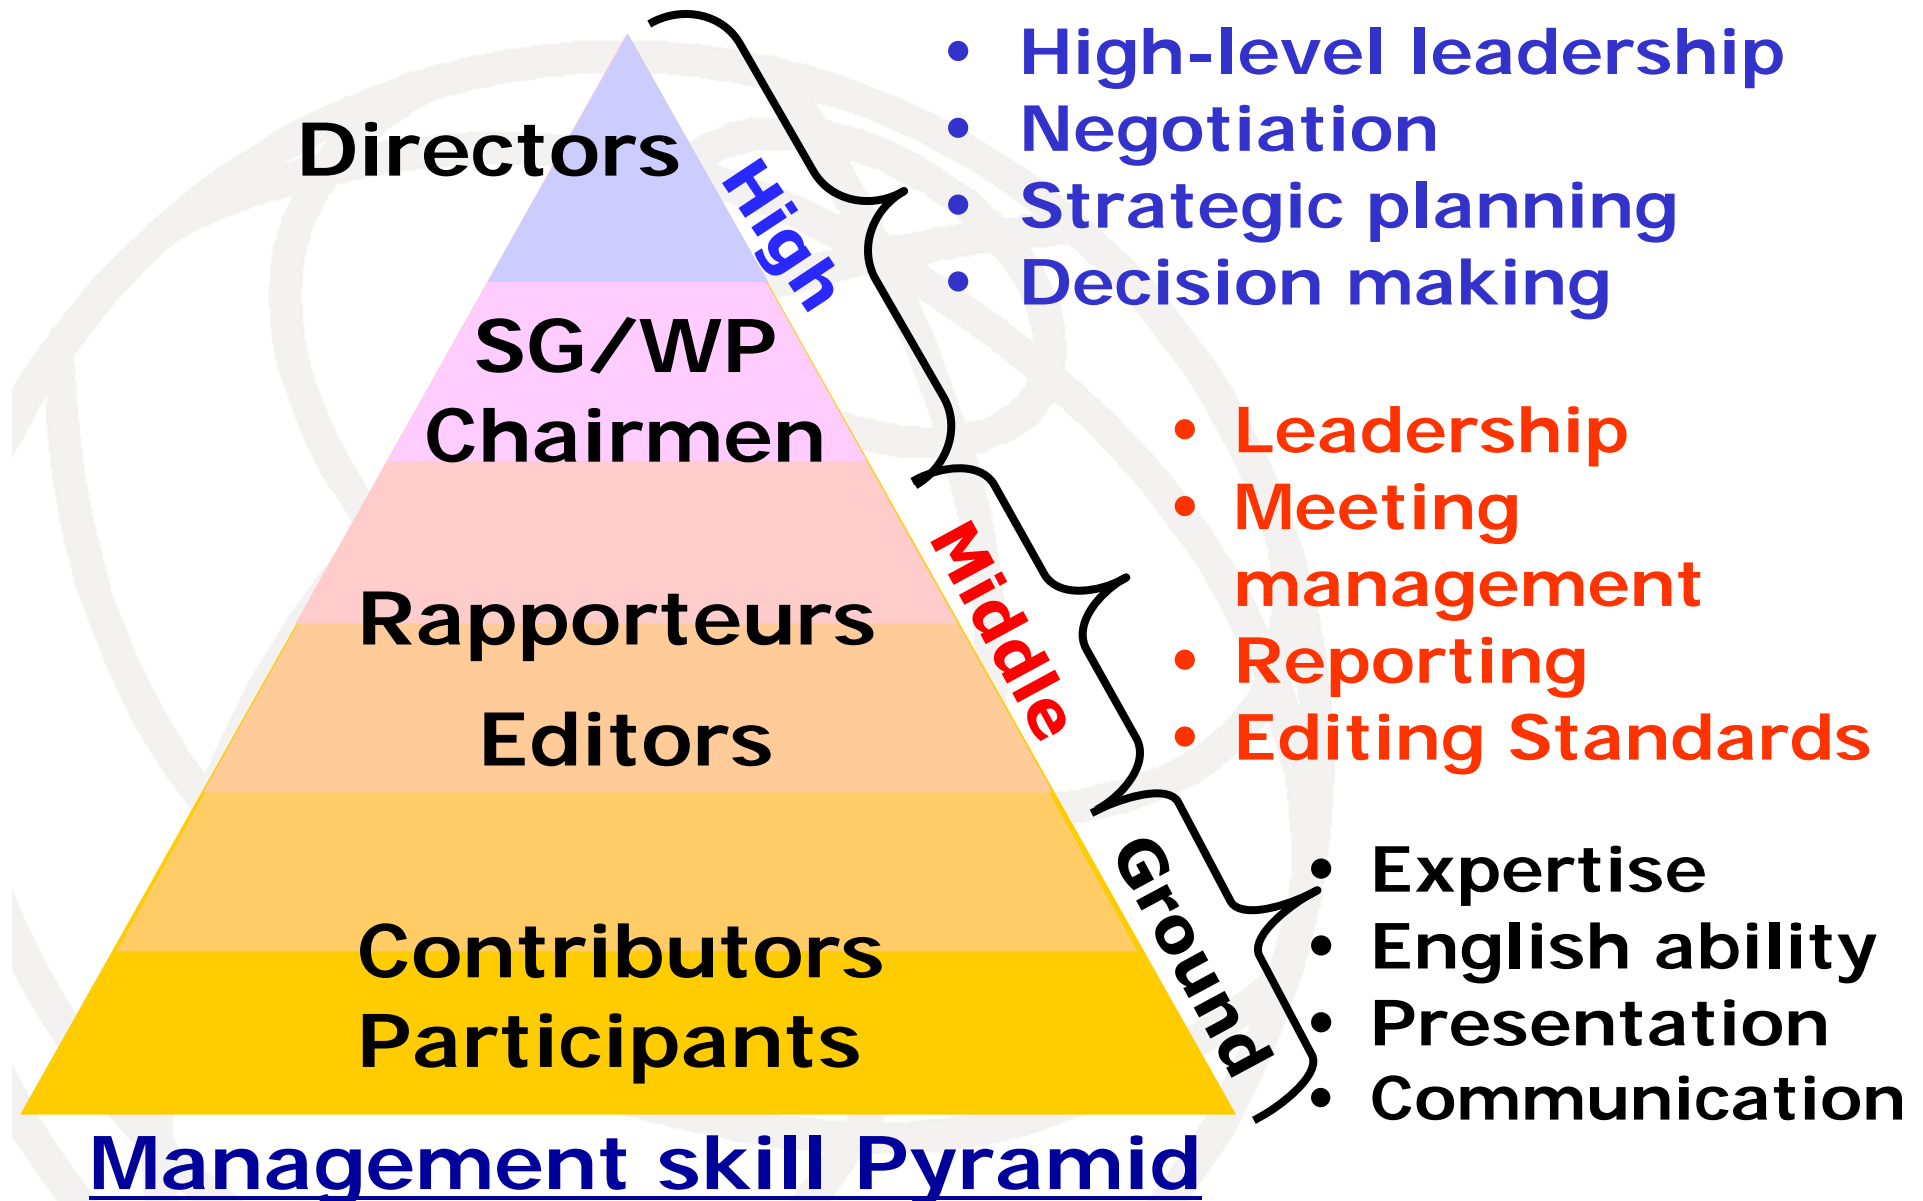 Directors
SG/WP
Chairmen
Rapporteurs
Editors
Contributors
Participants
High
Middle
Ground
• High-level leadership
• Negotiation
• Strategic planning
• Decision making
• Leadership
• Meeting
management
• Reporting
• Editing Standards
• Expertise
• English ability
• Presentation
• Communication
Management skill Pyramid